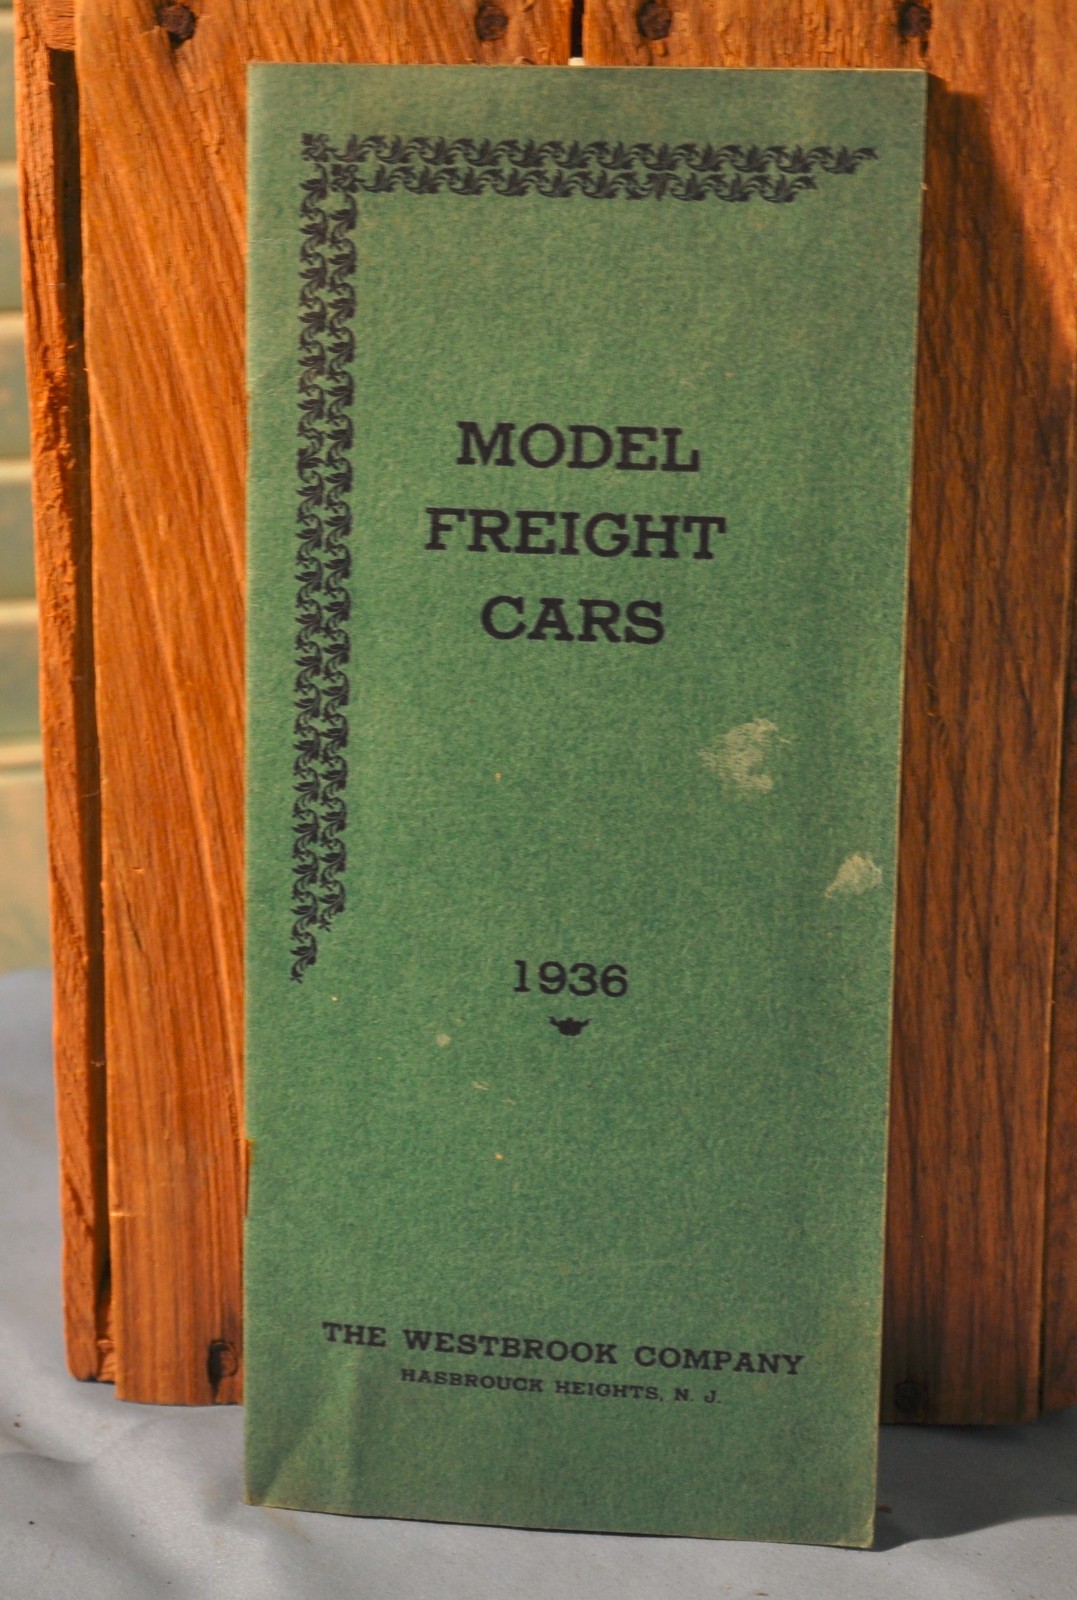 MODEL
FREIGHT
CARS
1936
THE WESTBROOK COMPANY
HASBROUCK HEIGHTS, N. J.